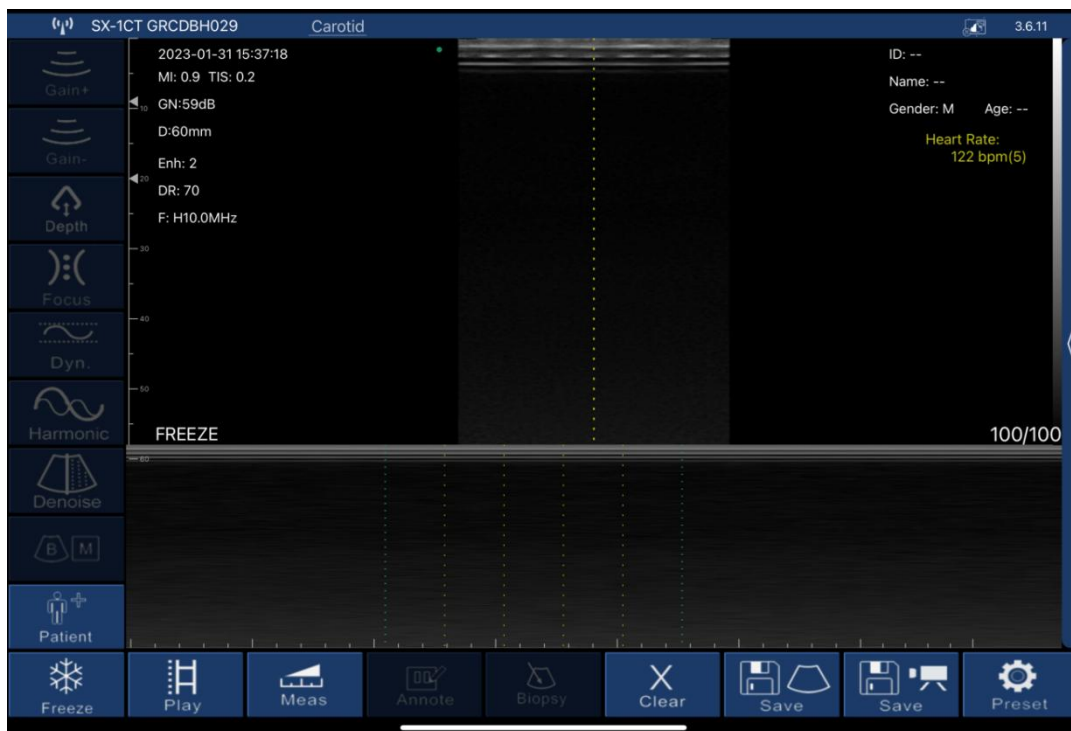 SX-1CT GRCDBH029 Carotid 3.6.11
2023-01-31 15:37:18
MI: 0.9 TIS: 0.2
GN:59dB
D:60mm
Enh: 2
DR: 70
F: H10.0MHz
ID: --
Name: --
Gender: M Age: --
Heart Rate:
122 bpm(5)
10
20
30
40
50
60
FREEZE
100/100
Gain+
Gain-
Depth
Focus
Dyn.
Harmonic
Denoise
B M
Patient
Freeze
Play
Meas
Annote
Biopsy
Clear
Save
Save
Preset